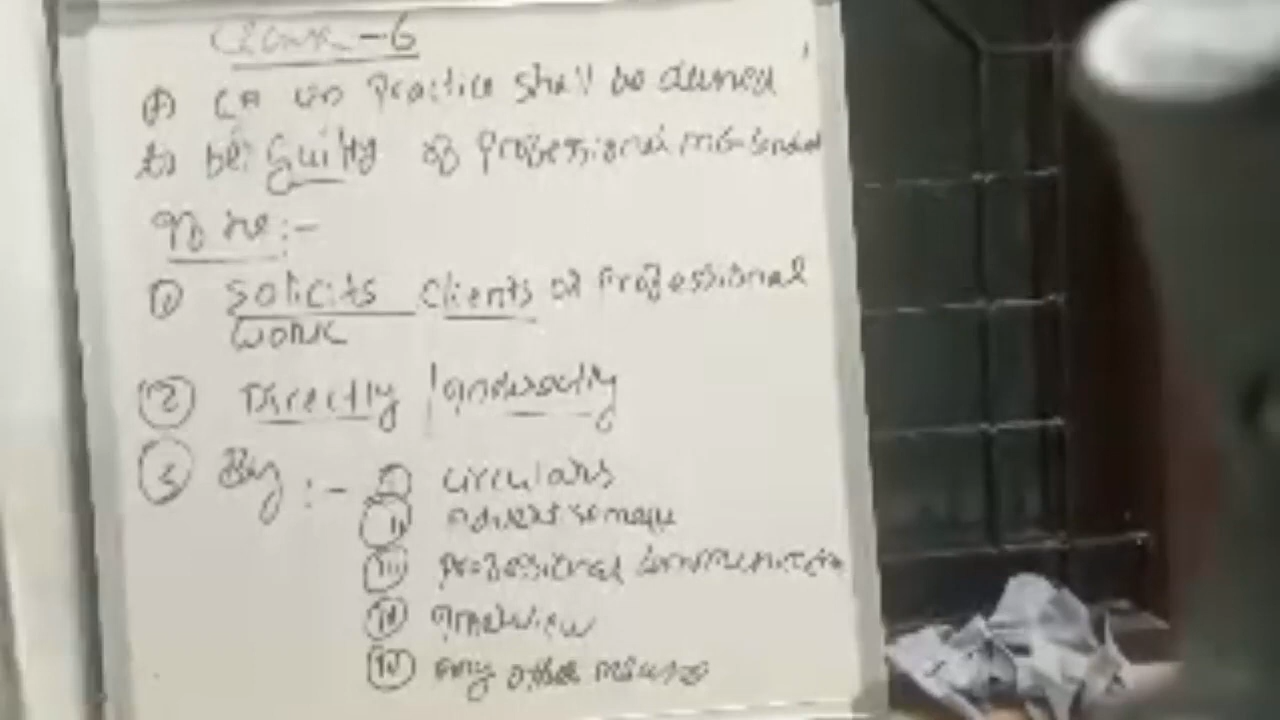 Clause - 6
(A) CA in Practice shall be deemed
to be Guilty of Professional misconduct
If he :-
① Solicits Clients or Professional
Work
② Directly / Indirectly
③ By :- (i) circulars
(ii) advertisement
(iii) professional communication
(iv) interview
(v) any other means